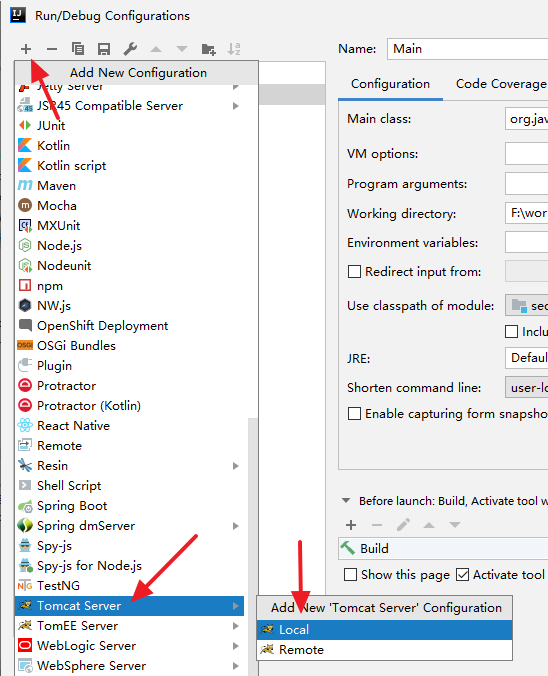 Run/Debug Configurations
Name: Main
Add New Configuration
Jetty Server
JSR45 Compatible Server
JUnit
Kotlin
Kotlin script
Maven
Mocha
MXUnit
Node.js
Nodeunit
npm
NW.js
OpenShift Deployment
OSGi Bundles
Plugin
Protractor
Protractor (Kotlin)
React Native
Remote
Resin
Shell Script
Spring Boot
Spring dmServer
Spy-js
Spy-js for Node.js
TestNG
Tomcat Server
TomEE Server
WebLogic Server
WebSphere Server
Configuration Code Coverage
Main class: org.jav
VM options:
Program arguments:
Working directory: F:\wor
Environment variables:
Redirect input from:
Use classpath of module: sec
Inclu
JRE: Default
Shorten command line: user-lo
Enable capturing form snapsho
Before launch: Build, Activate tool w
Build
Show this page Activate tool
Add New 'Tomcat Server' Configuration
Local
Remote